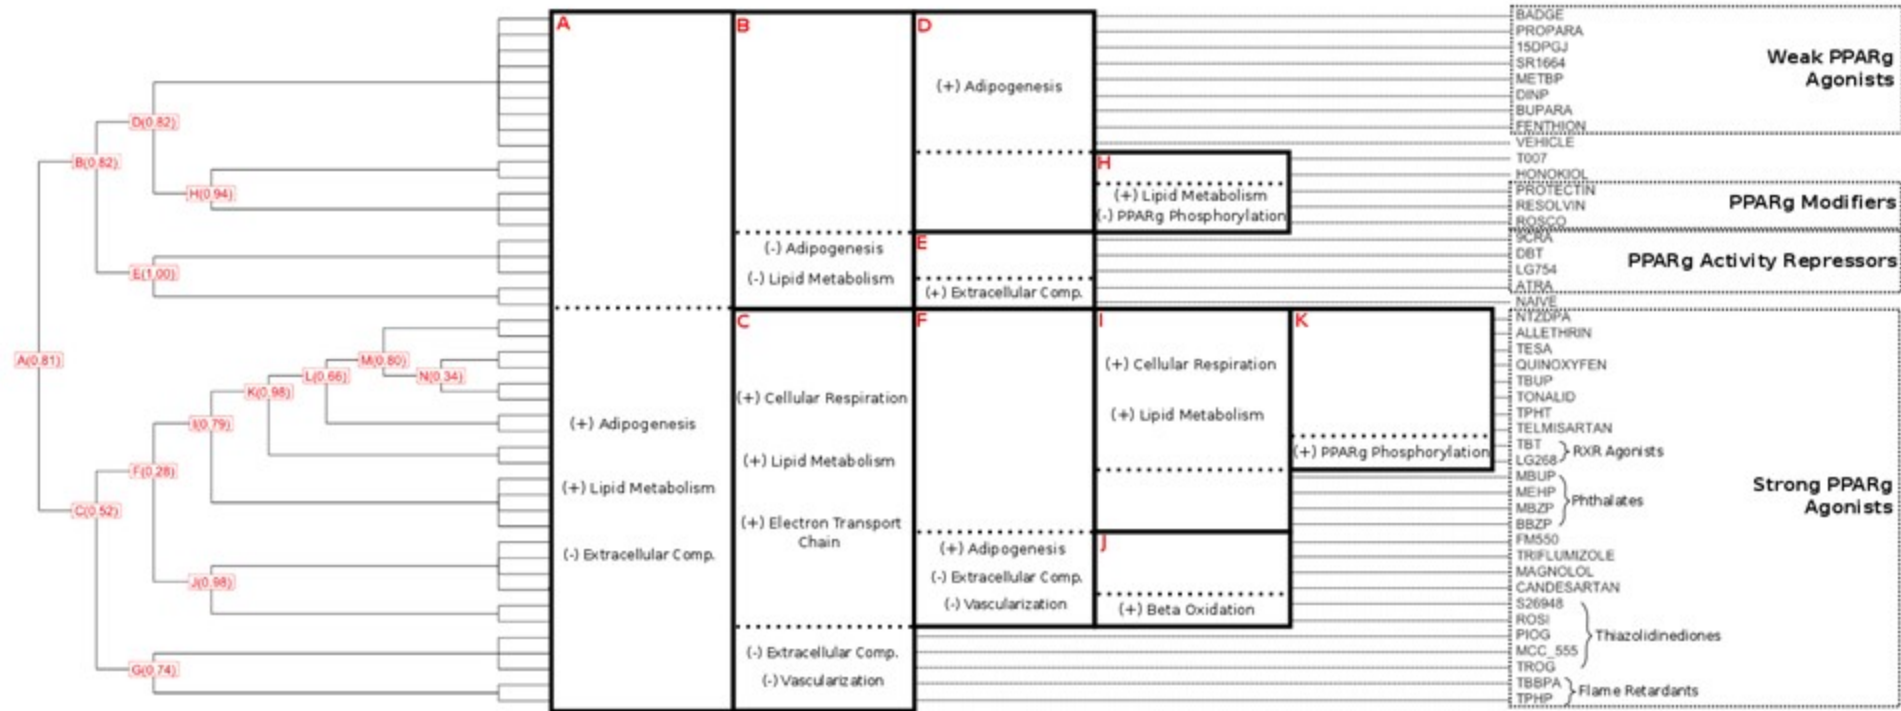 A(0.81)
B(0.82)
D(0.82)
H(0.94)
E(1.00)
C(0.52)
F(0.28)
I(0.79)
K(0.98)
L(0.66)
M(0.80)
N(0.34)
J(0.98)
G(0.74)
A
(+) Adipogenesis
(+) Lipid Metabolism
(-) Extracellular Comp.
B
(-) Adipogenesis
(-) Lipid Metabolism
C
(+) Cellular Respiration
(+) Lipid Metabolism
(+) Electron Transport
Chain
(-) Extracellular Comp.
(-) Vascularization
D
(+) Adipogenesis
E
(+) Extracellular Comp.
F
(+) Adipogenesis
(-) Extracellular Comp.
(-) Vascularization
H
(+) Lipid Metabolism
(-) PPARg Phosphorylation
I
(+) Cellular Respiration
(+) Lipid Metabolism
J
(+) Beta Oxidation
K
(+) PPARg Phosphorylation
BADGE
PROPARA
15DPGJ
SR1664
METBP
DINP
BUPARA
FENTHION
VEHICLE
T007
HONOKIOL
PROTECTIN
RESOLVIN
ROSCO
9CRA
DBT
LG754
ATRA
NAIVE
NTZDPA
ALLETHRIN
TESA
QUINOXYFEN
TBUP
TONALID
TPHT
TELMISARTAN
TBT
LG268
MBUP
MEHP
MBZP
BBZP
FM550
TRIFLUMIZOLE
MAGNOLOL
CANDESARTAN
S26948
ROSI
PIOG
MCC_555
TROG
TBBPA
TPHP
Weak PPARg
Agonists
PPARg Modifiers
PPARg Activity Repressors
RXR Agonists
Phthalates
Strong PPARg
Agonists
Thiazolidinediones
Flame Retardants